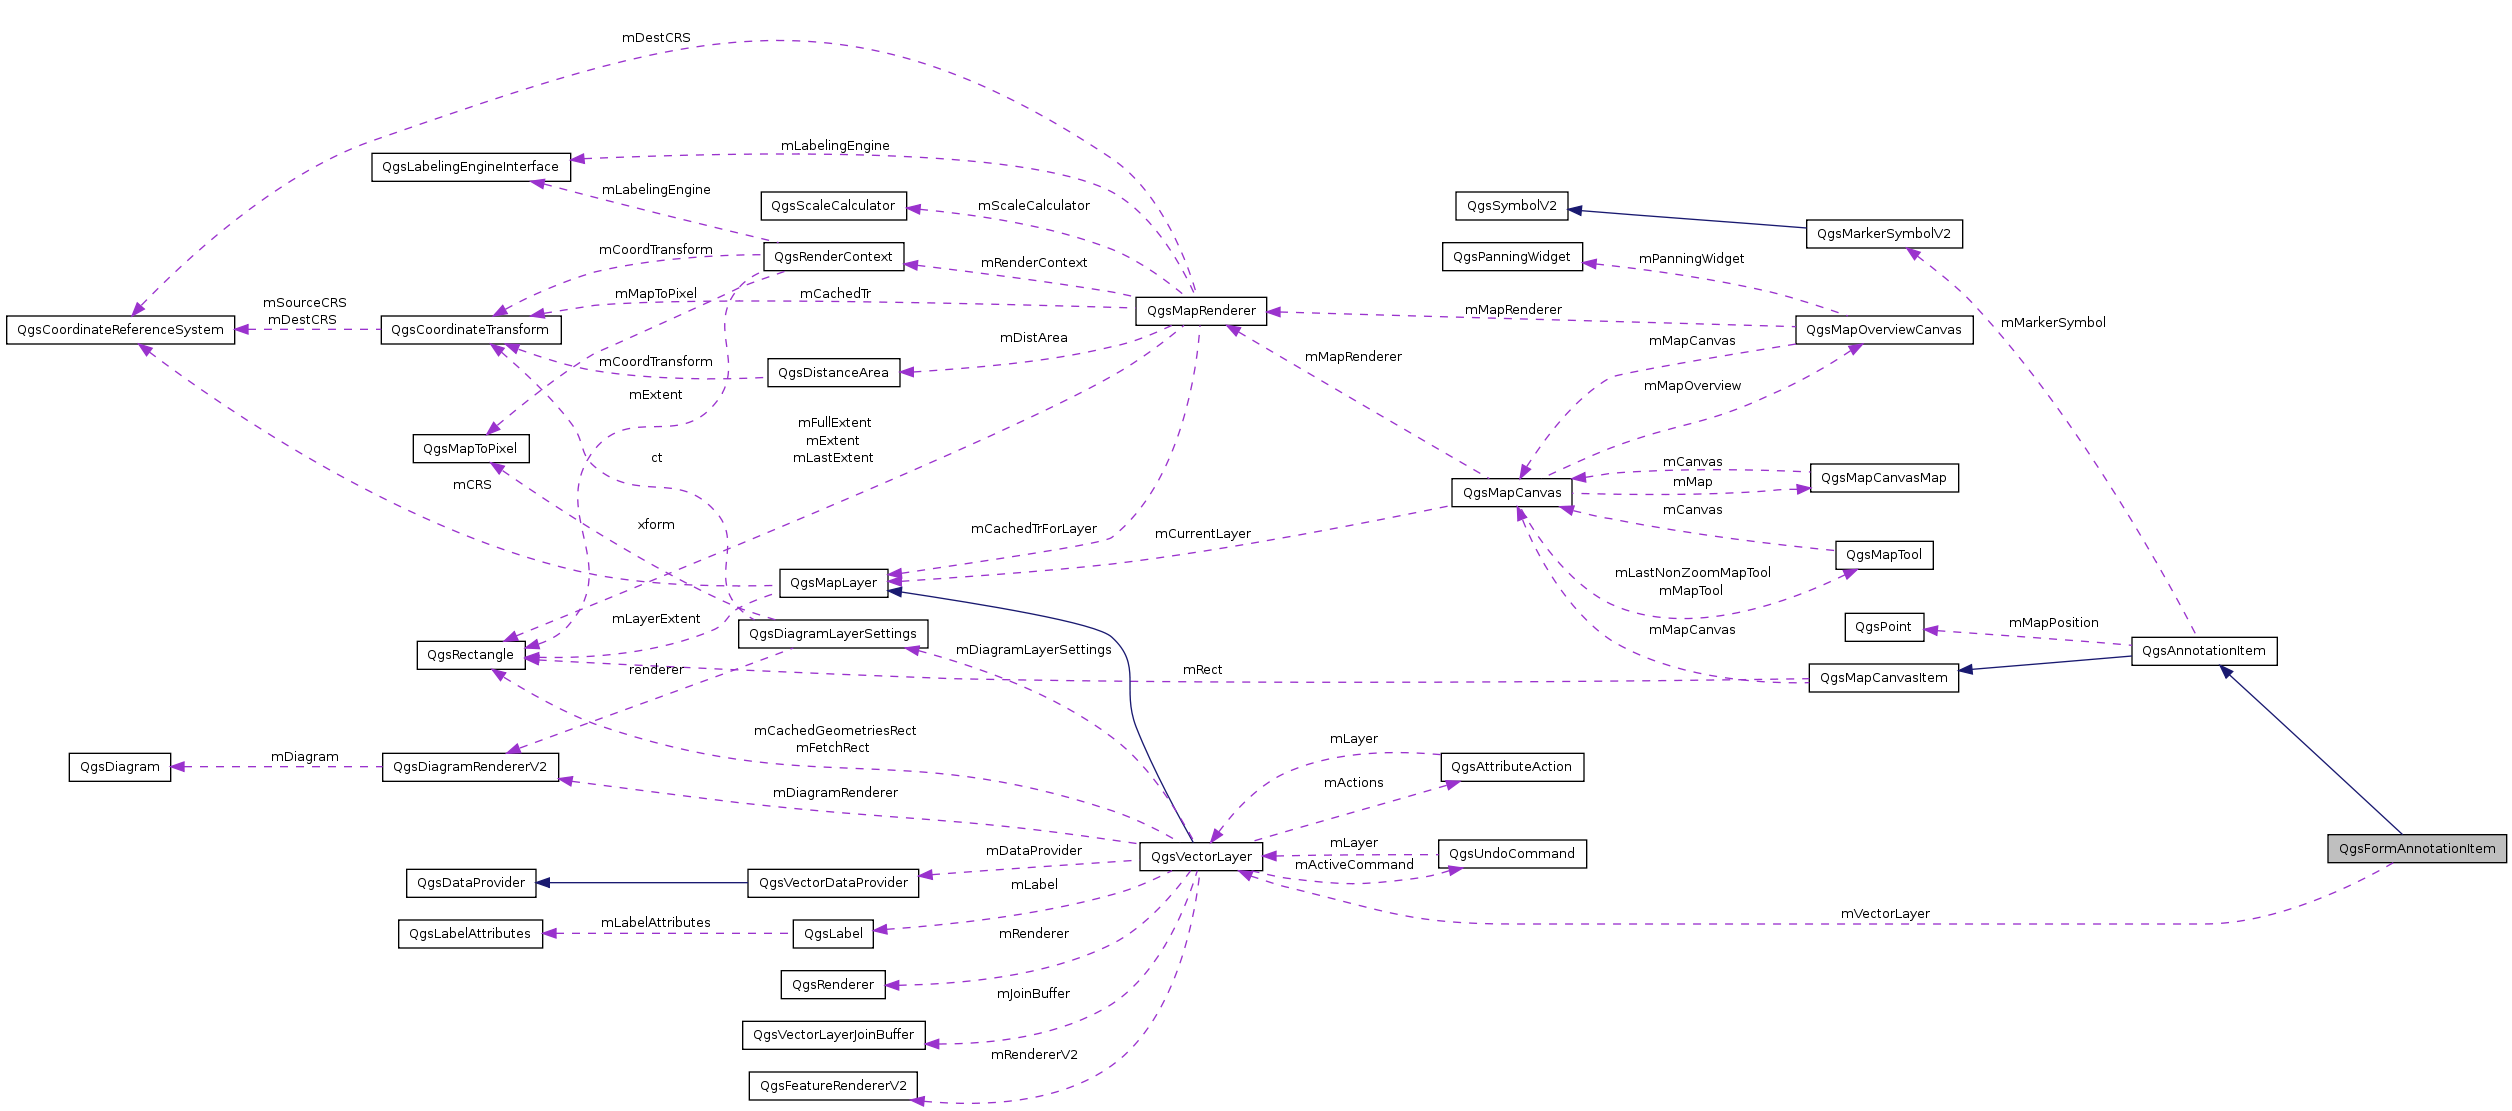 mDestCRS
mLabelingEngine
QgsLabelingEngineInterface
mLabelingEngine
QgsScaleCalculator
mScaleCalculator
QgsSymbolV2
QgsMarkerSymbolV2
mCoordTransform
QgsRenderContext
mRenderContext
QgsPanningWidget
mPanningWidget
mMapToPixel
mCachedTr
mSourceCRS
mDestCRS
QgsCoordinateReferenceSystem
QgsCoordinateTransform
QgsMapRenderer
mMapRenderer
QgsMapOverviewCanvas
mMarkerSymbol
mDistArea
mMapCanvas
mMapRenderer
mCoordTransform
QgsDistanceArea
mMapOverview
mExtent
mFullExtent
mExtent
mLastExtent
QgsMapToPixel
ct
mCRS
mCanvas
mMap
QgsMapCanvasMap
QgsMapCanvas
mCanvas
xform
mCachedTrForLayer
mCurrentLayer
QgsMapTool
QgsMapLayer
mLastNonZoomMapTool
mMapTool
mLayerExtent
QgsDiagramLayerSettings
mMapCanvas
QgsPoint
mMapPosition
QgsRectangle
mDiagramLayerSettings
QgsAnnotationItem
renderer
mRect
QgsMapCanvasItem
mCachedGeometriesRect
mFetchRect
mLayer
QgsDiagram
mDiagram
QgsDiagramRendererV2
QgsAttributeAction
mActions
mDiagramRenderer
mLayer
QgsVectorLayer
QgsUndoCommand
mActiveCommand
QgsFormAnnotationItem
mDataProvider
QgsDataProvider
QgsVectorDataProvider
mLabel
mVectorLayer
mLabelAttributes
QgsLabelAttributes
QgsLabel
mRenderer
QgsRenderer
mJoinBuffer
QgsVectorLayerJoinBuffer
mRendererV2
QgsFeatureRendererV2